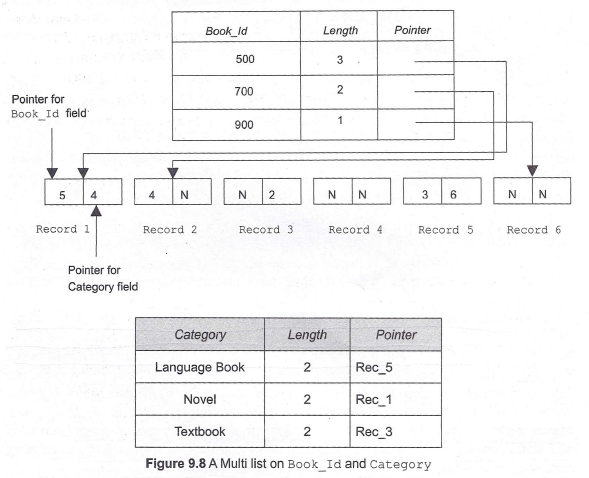 Book_Id Length Pointer
500 3
700 2
900 1
Pointer for
Book_Id field
5 4 4 N N 2 N N 3 6 N N
Record 1 Record 2 Record 3 Record 4 Record 5 Record 6
Pointer for
Category field
Category Length Pointer
Language Book 2 Rec_5
Novel 2 Rec_1
Textbook 2 Rec_3
Figure 9.8 A Multi list on Book_Id and Category